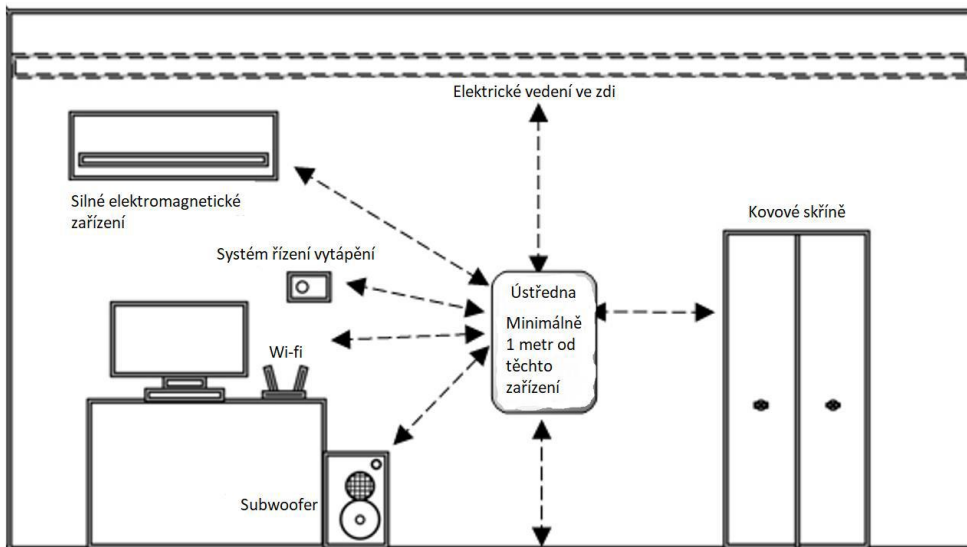 Elektrické vedení ve zdi
Silné elektromagnetické
zařízení
Kovové skříně
Systém řízení vytápění
Ústředna
Minimálně
1 metr od
těchto
zařízení
Wi-fi
Subwoofer